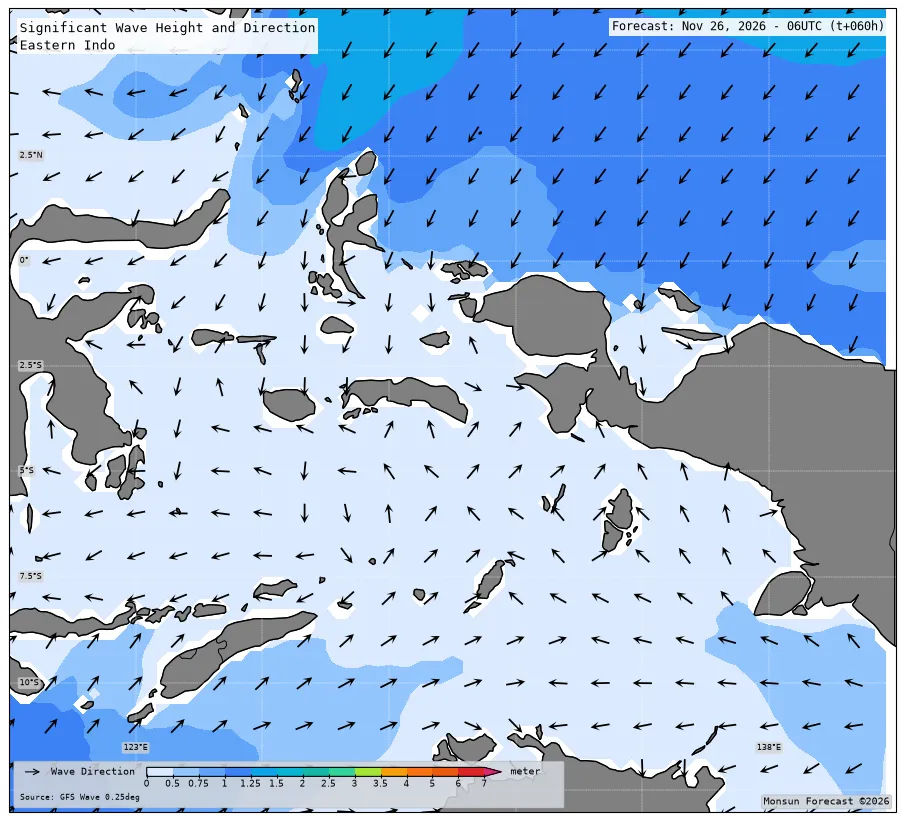 Significant Wave Height and Direction
Eastern Indo
Forecast: Nov 26, 2026 - 06UTC (t+060h)
2.5°N
0°
2.5°S
5°S
7.5°S
10°S
123°E
138°E
Wave Direction
meter
0 0.5 0.75 1 1.25 1.5 2 2.5 3 3.5 4 5 6 7
Source: GFS Wave 0.25deg
Monsun Forecast ©2026